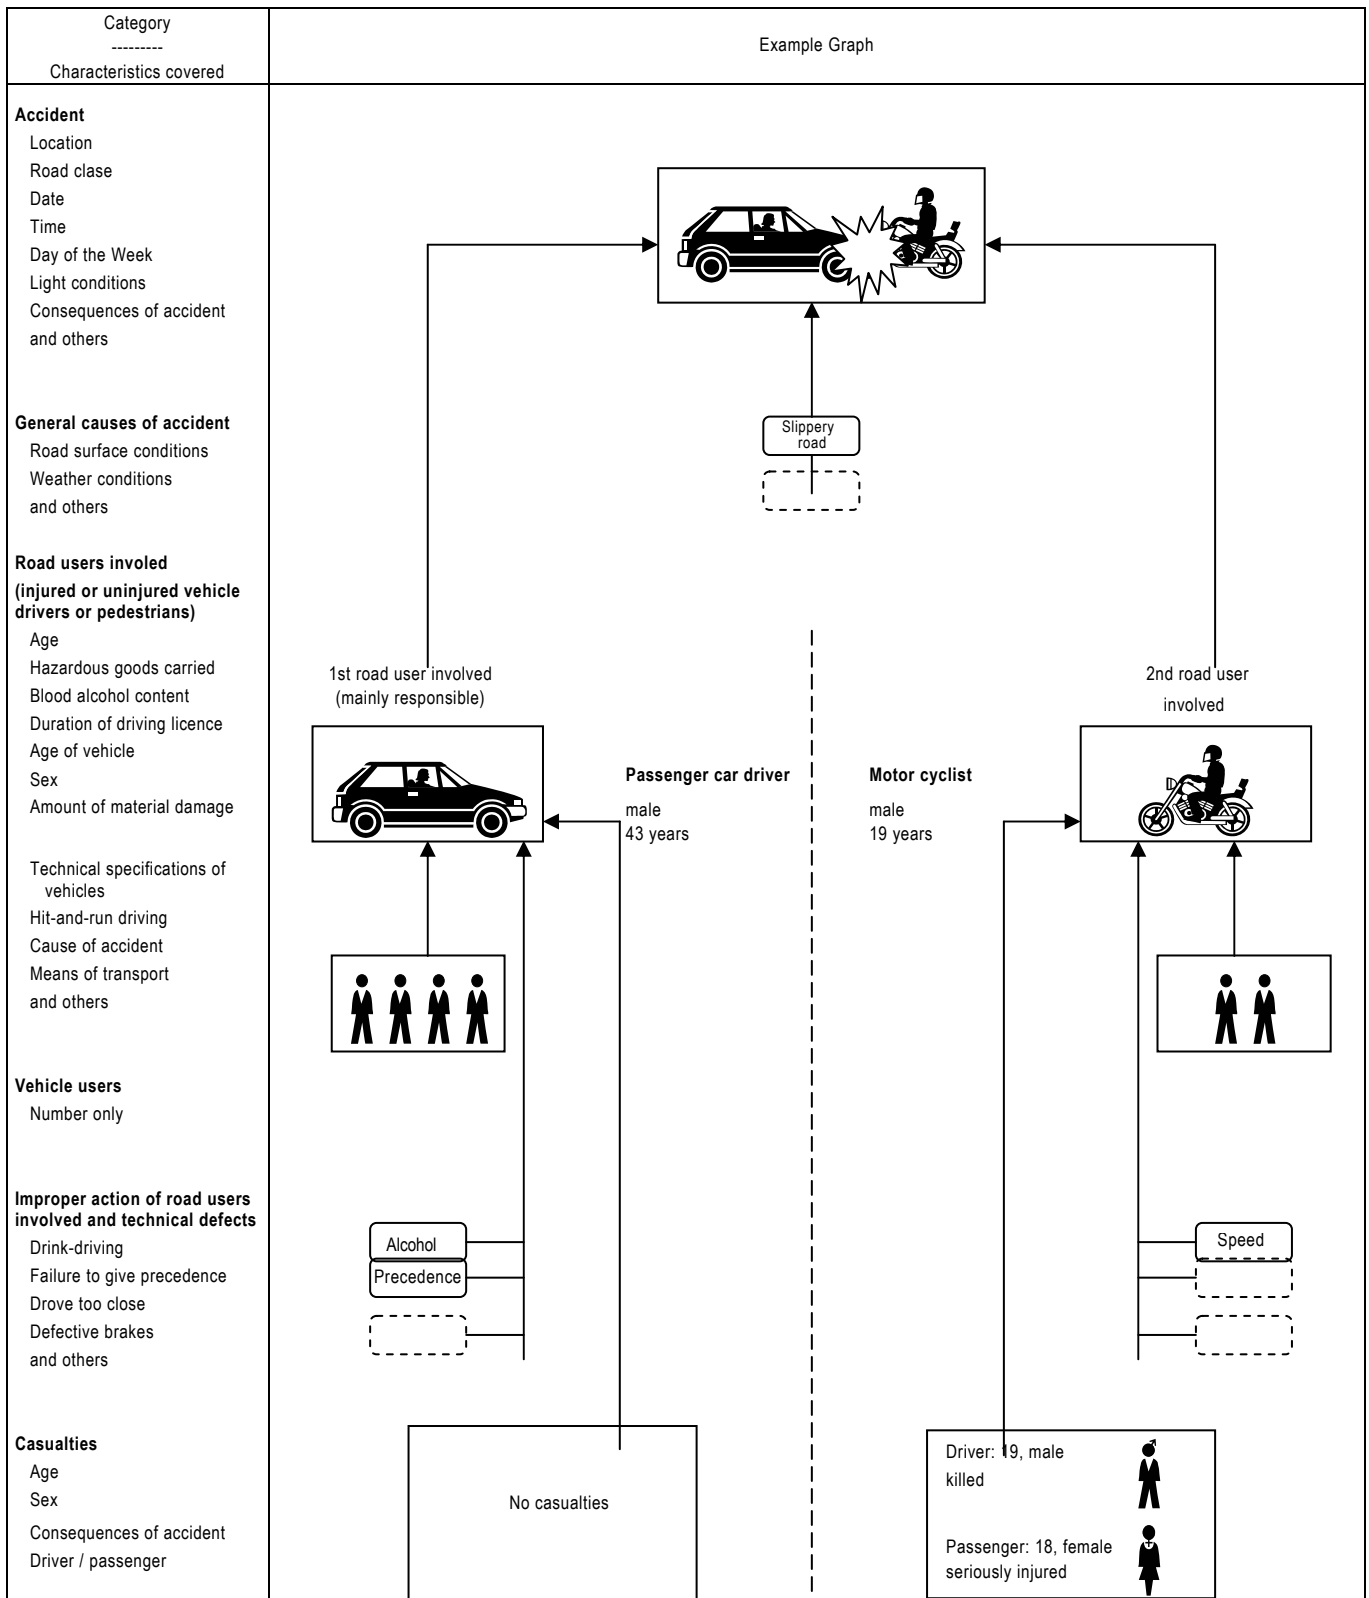 Category
---------
Characteristics covered
Example Graph
Accident
Location
Road clase
Date
Time
Day of the Week
Light conditions
Consequences of accident
and others
General causes of accident
Road surface conditions
Weather conditions
and others
Slippery
road
Road users involed
(injured or uninjured vehicle
drivers or pedestrians)
Age
Hazardous goods carried
Blood alcohol content
Duration of driving licence
Age of vehicle
Sex
Amount of material damage
Technical specifications of
vehicles
Hit-and-run driving
Cause of accident
Means of transport
and others
1st road user involved
(mainly responsible)
2nd road user
involved
Passenger car driver
male
43 years
Motor cyclist
male
19 years
Vehicle users
Number only
Improper action of road users
involved and technical defects
Drink-driving
Failure to give precedence
Drove too close
Defective brakes
and others
Alcohol
Precedence
Speed
Casualties
Age
Sex
Consequences of accident
Driver / passenger
No casualties
Driver: 19, male
killed
Passenger: 18, female
seriously injured